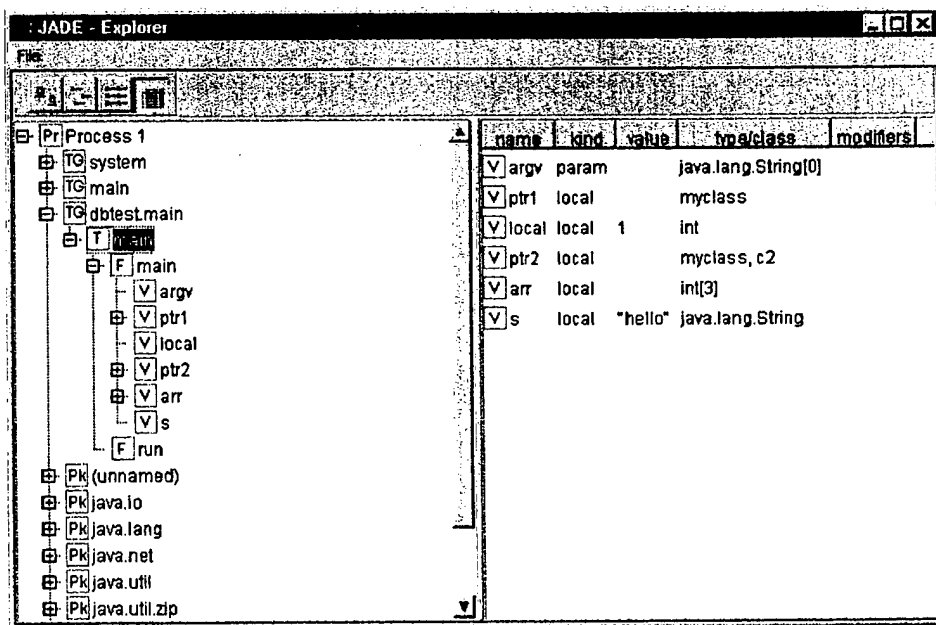 : JADE - Explorer
File
Pr Process 1
TG system
TG main
TG dbtest.main
T main
F main
V argv
V ptr1
V local
V ptr2
V arr
V s
F run
Pk (unnamed)
Pk java.io
Pk java.lang
Pk java.net
Pk java.util
Pk java.util.zip
name kind value type/class modifiers
V argv param java.lang.String[0]
V ptr1 local myclass
V local local 1 int
V ptr2 local myclass, c2
V arr local int[3]
V s local "hello" java.lang.String